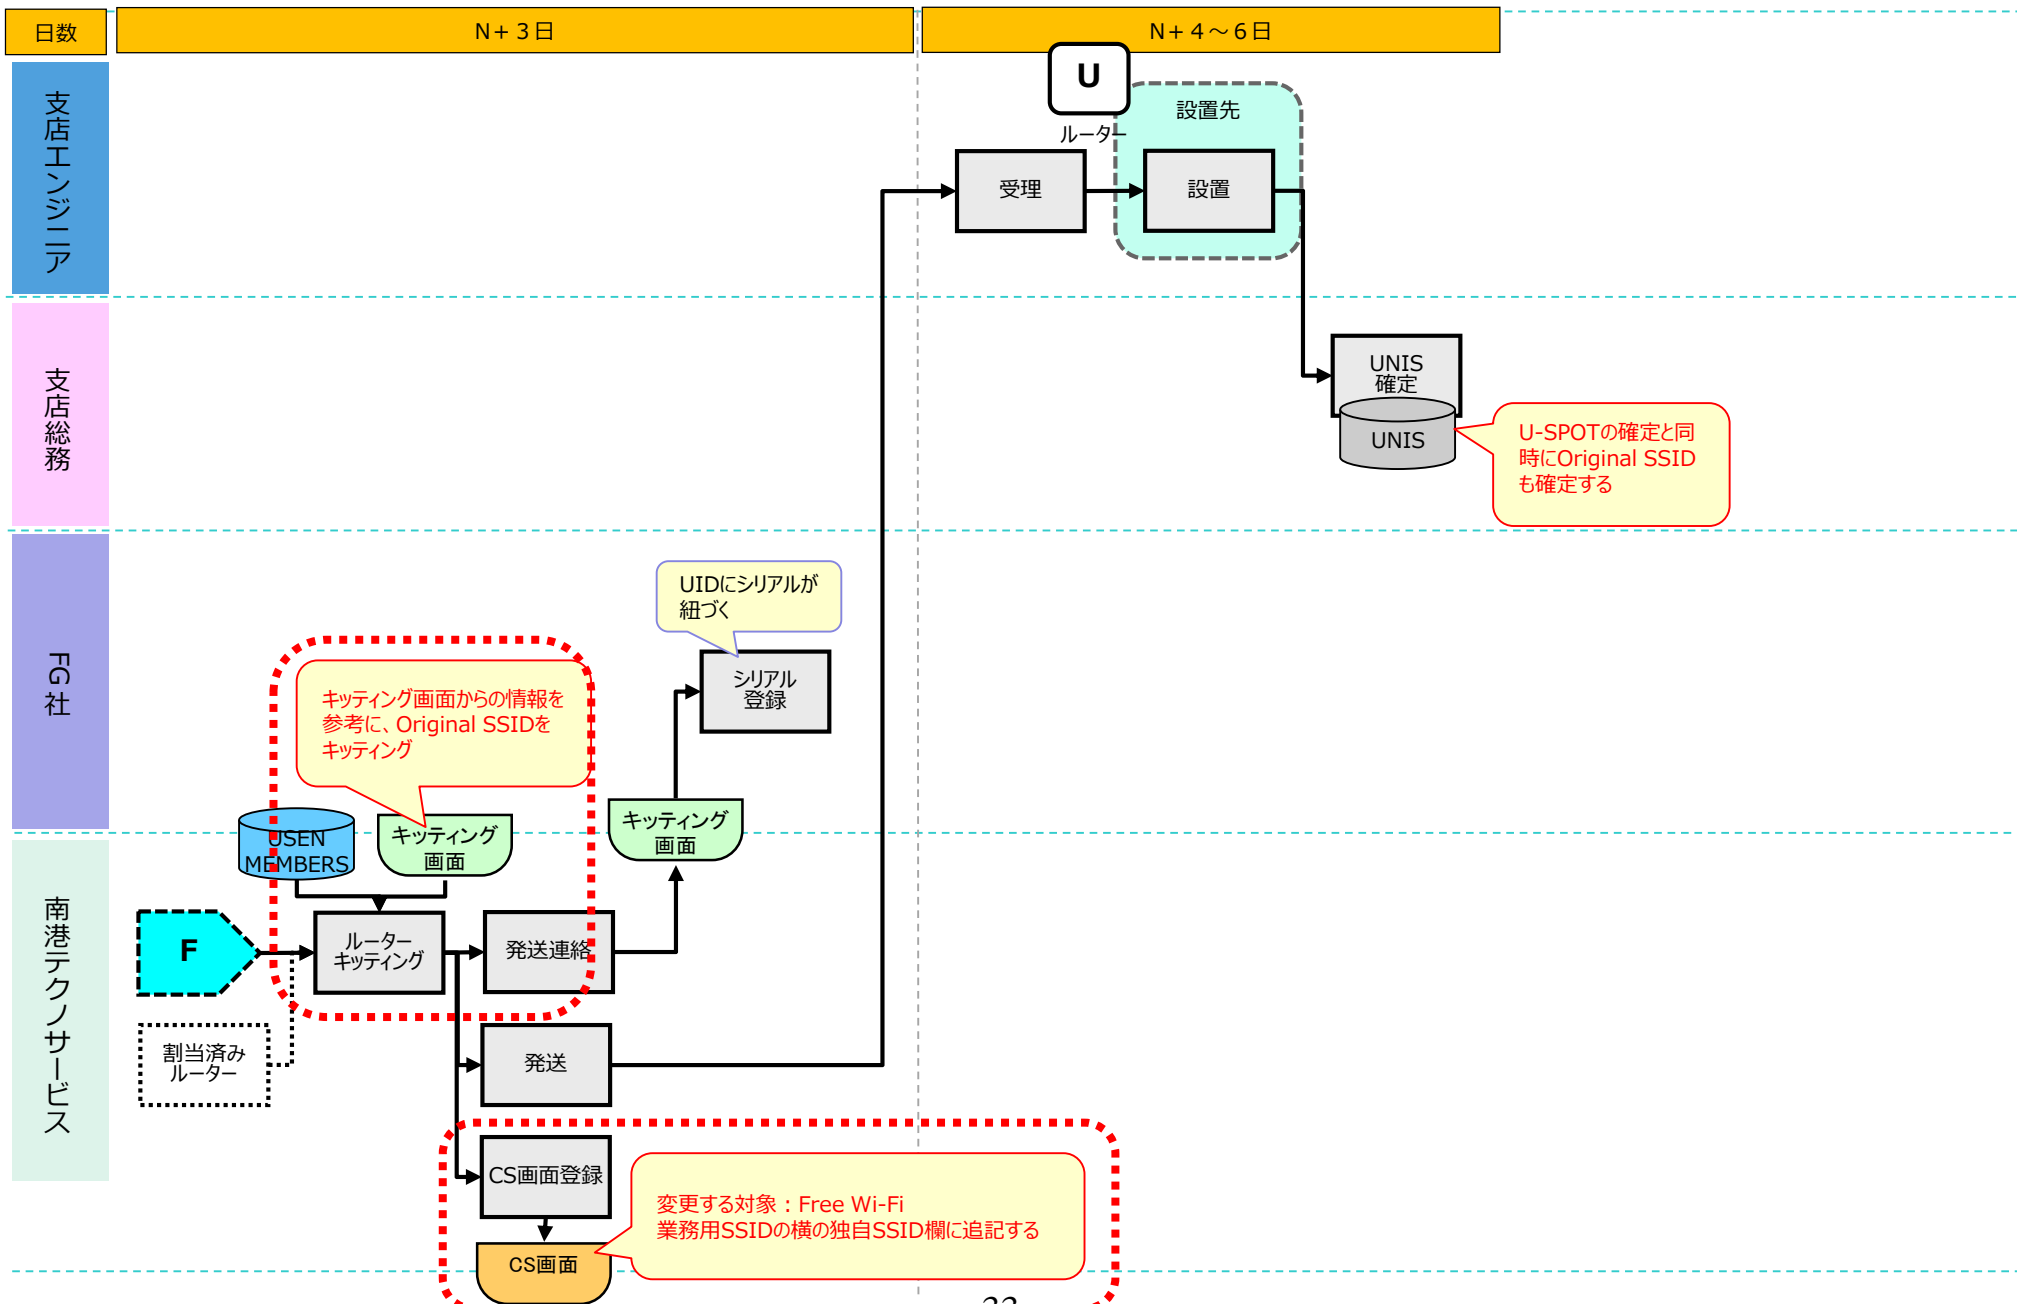 日数
N+３日
N+４～６日
支店エンジニア
U
ルーター
設置先
受理
設置
支店総務
UNIS
確定
UNIS
U-SPOTの確定と同
時にOriginal SSID
も確定する
FG社
UIDにシリアルが
紐づく
シリアル
登録
キッティング画面からの情報を
参考に、Original SSIDを
キッティング
USEN
MEMBERS
キッティング
画面
キッティング
画面
南港テクノサービス
F
ルーター
キッティング
発送連絡
割当済み
ルーター
発送
CS画面登録
変更する対象：Free Wi-Fi
業務用SSIDの横の独自SSID欄に追記する
CS画面